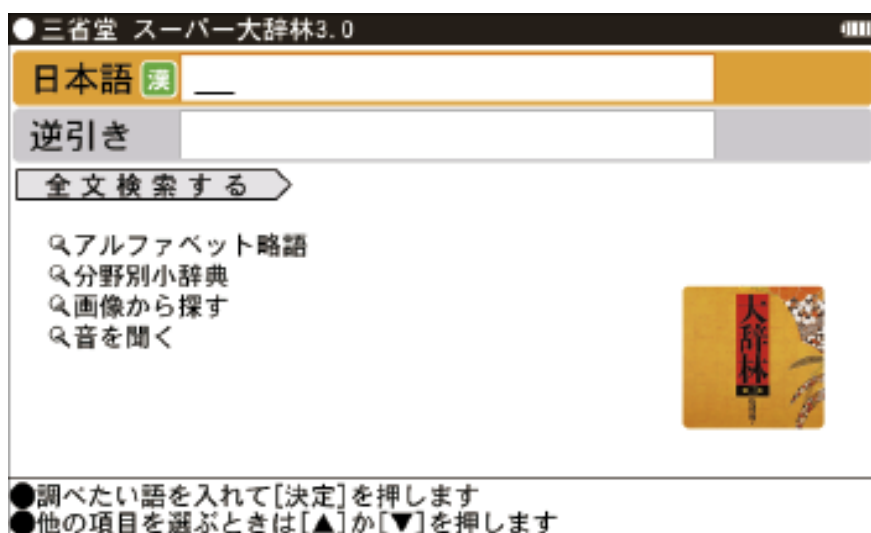 ●三省堂 スーパー大辞林3.0
日本語 漢
逆引き
全文検索する
アルファベット略語
分野別小辞典
画像から探す
音を聞く
大辞林
●調べたい語を入れて[決定]を押します
●他の項目を選ぶときは[▲]か[▼]を押します